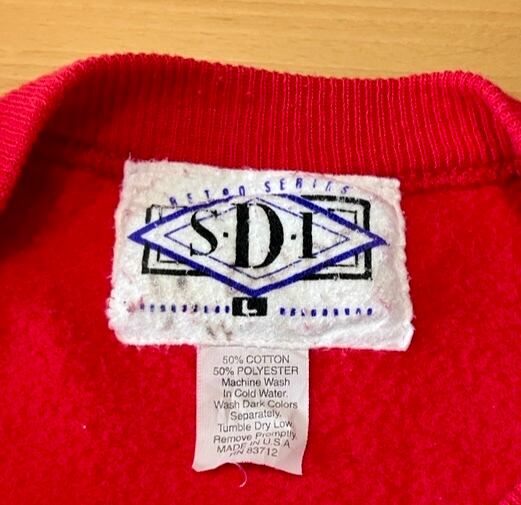 RETRO SERIES
S·D·I
L
50% COTTON
50% POLYESTER
Machine Wash
In Cold Water.
Wash Dark Colors
Separately.
Tumble Dry Low
Remove Promptly.
MADE IN U.S.A
RN 83712